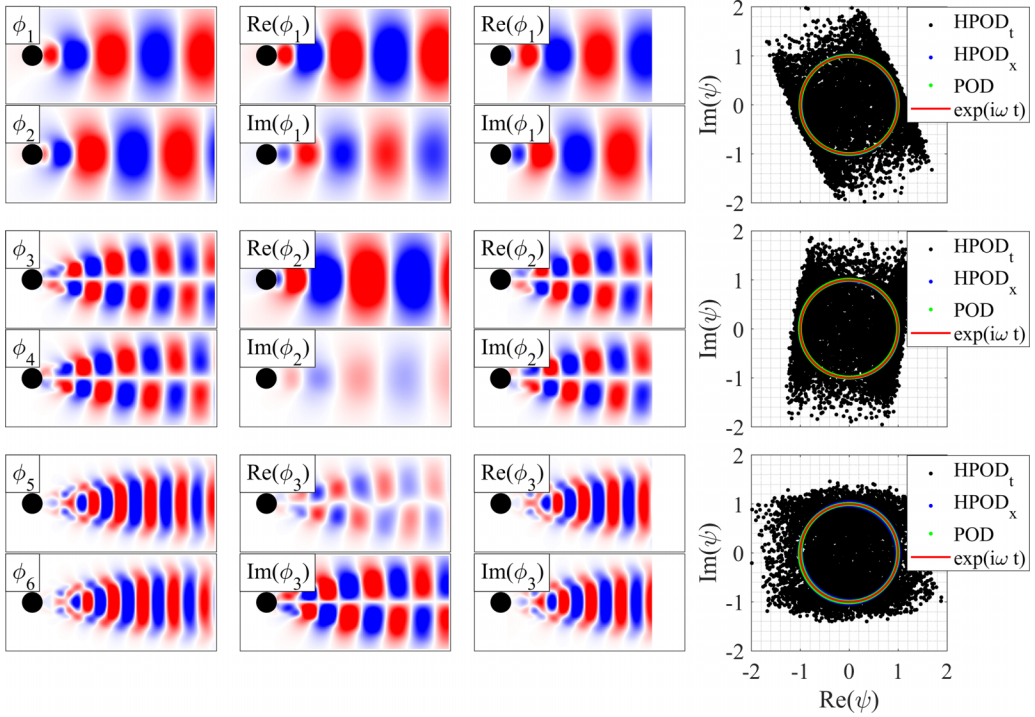 ϕ1
Re(ϕ1)
Re(ϕ1)
ϕ2
Im(ϕ1)
Im(ϕ1)
2
1
0
-1
-2
Im(ψ)
HPODt
HPODx
POD
exp(iω t)
ϕ3
Re(ϕ2)
Re(ϕ2)
ϕ4
Im(ϕ2)
Im(ϕ2)
2
1
0
-1
-2
Im(ψ)
HPODt
HPODx
POD
exp(iω t)
ϕ5
Re(ϕ3)
Re(ϕ3)
ϕ6
Im(ϕ3)
Im(ϕ3)
2
1
0
-1
-2
Im(ψ)
HPODt
HPODx
POD
exp(iω t)
-2 -1 0 1 2
Re(ψ)